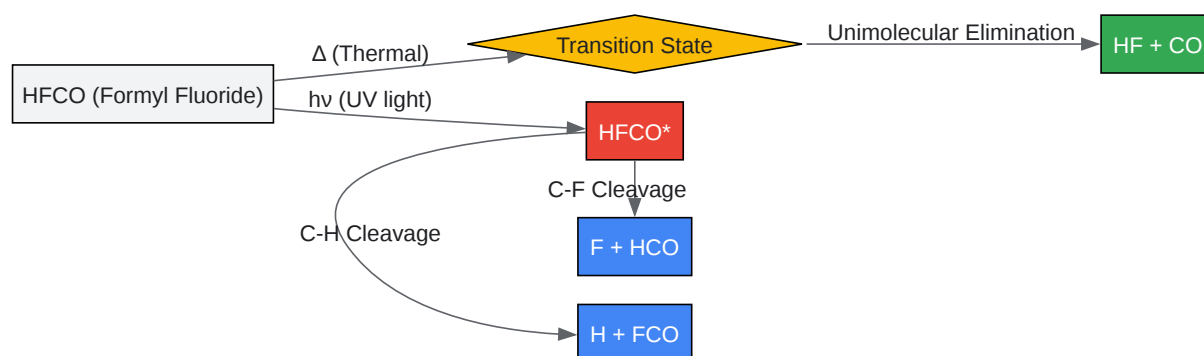 Δ (Thermal)
Transition State
Unimolecular Elimination
HF + CO
HFCO (Formyl Fluoride)
hν (UV light)
HFCO*
C-F Cleavage
C-H Cleavage
F + HCO
H + FCO